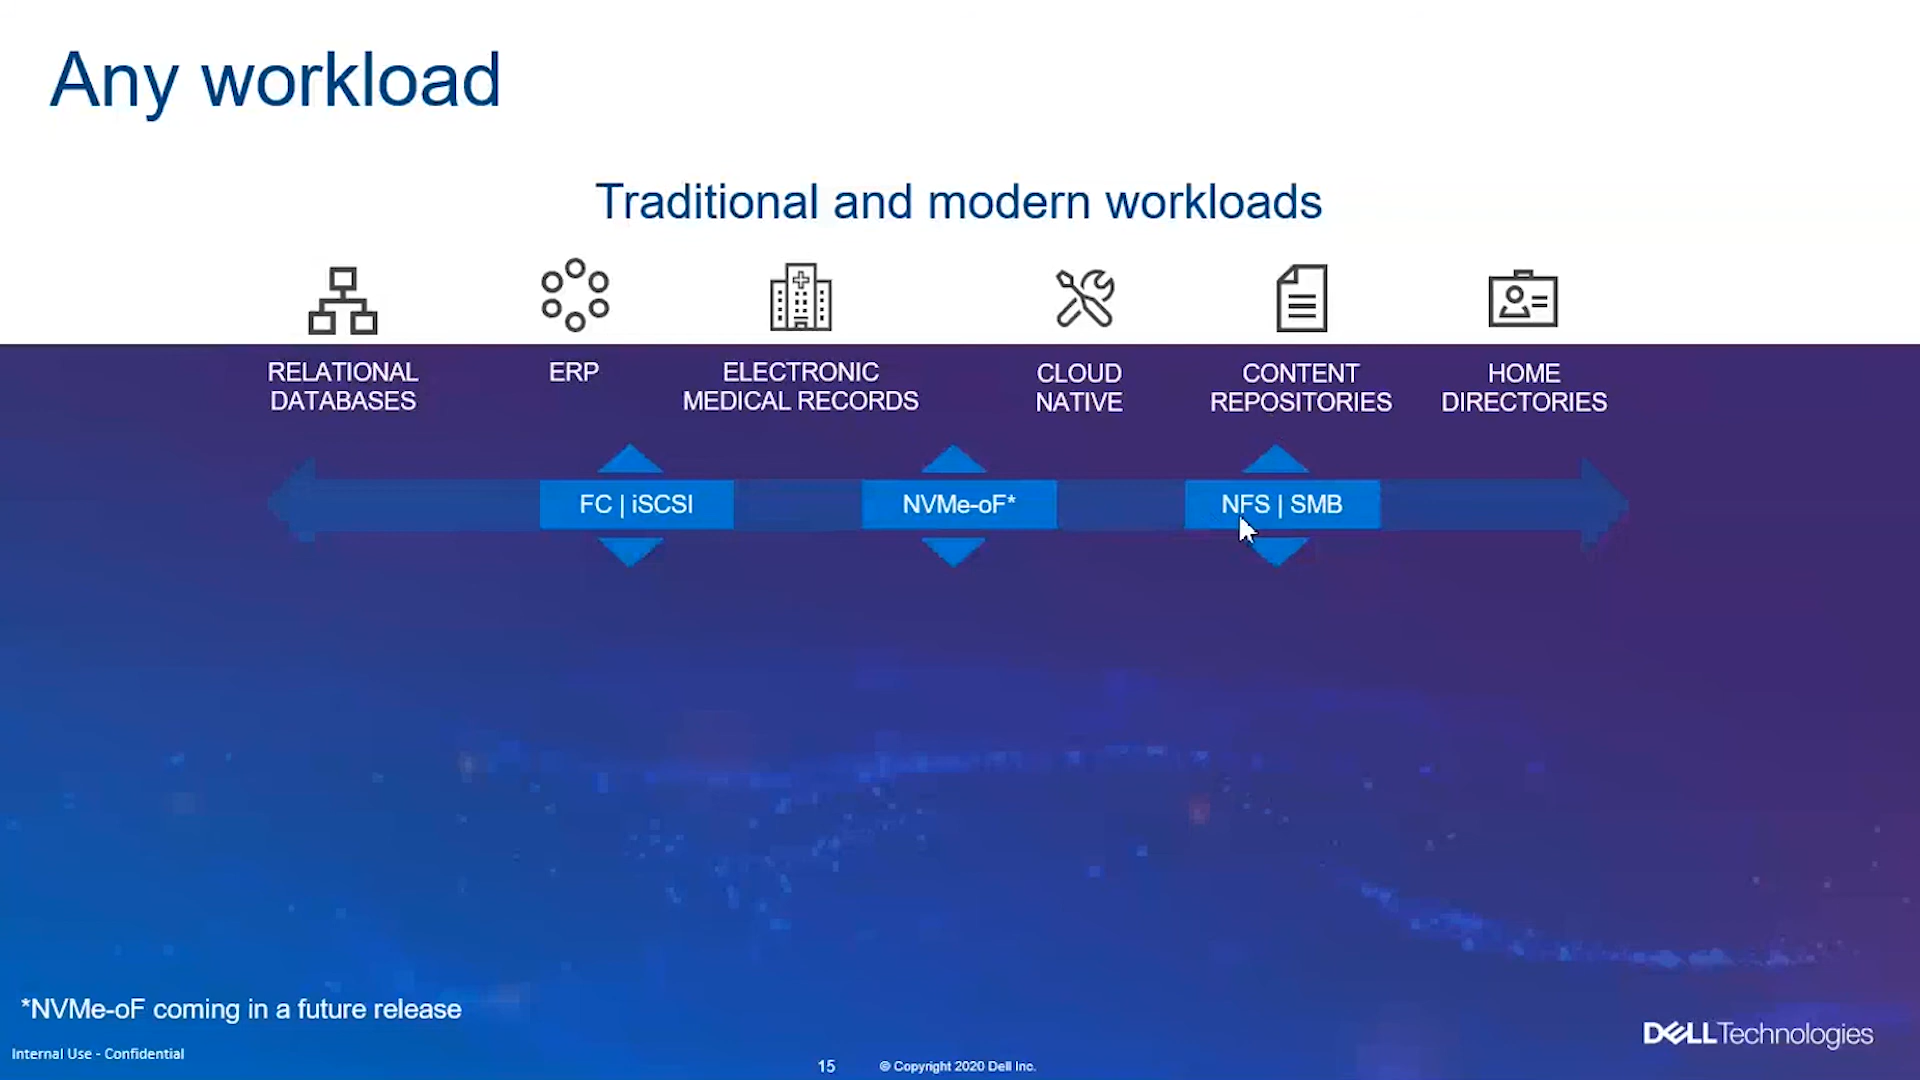 Any workload
Traditional and modern workloads
RELATIONAL
DATABASES
ERP
ELECTRONIC
MEDICAL RECORDS
CLOUD
NATIVE
CONTENT
REPOSITORIES
HOME
DIRECTORIES
FC | iSCSI
NVMe-oF*
NFS | SMB
*NVMe-oF coming in a future release
Internal Use - Confidential
15
© Copyright 2020 Dell Inc.
DELL Technologies